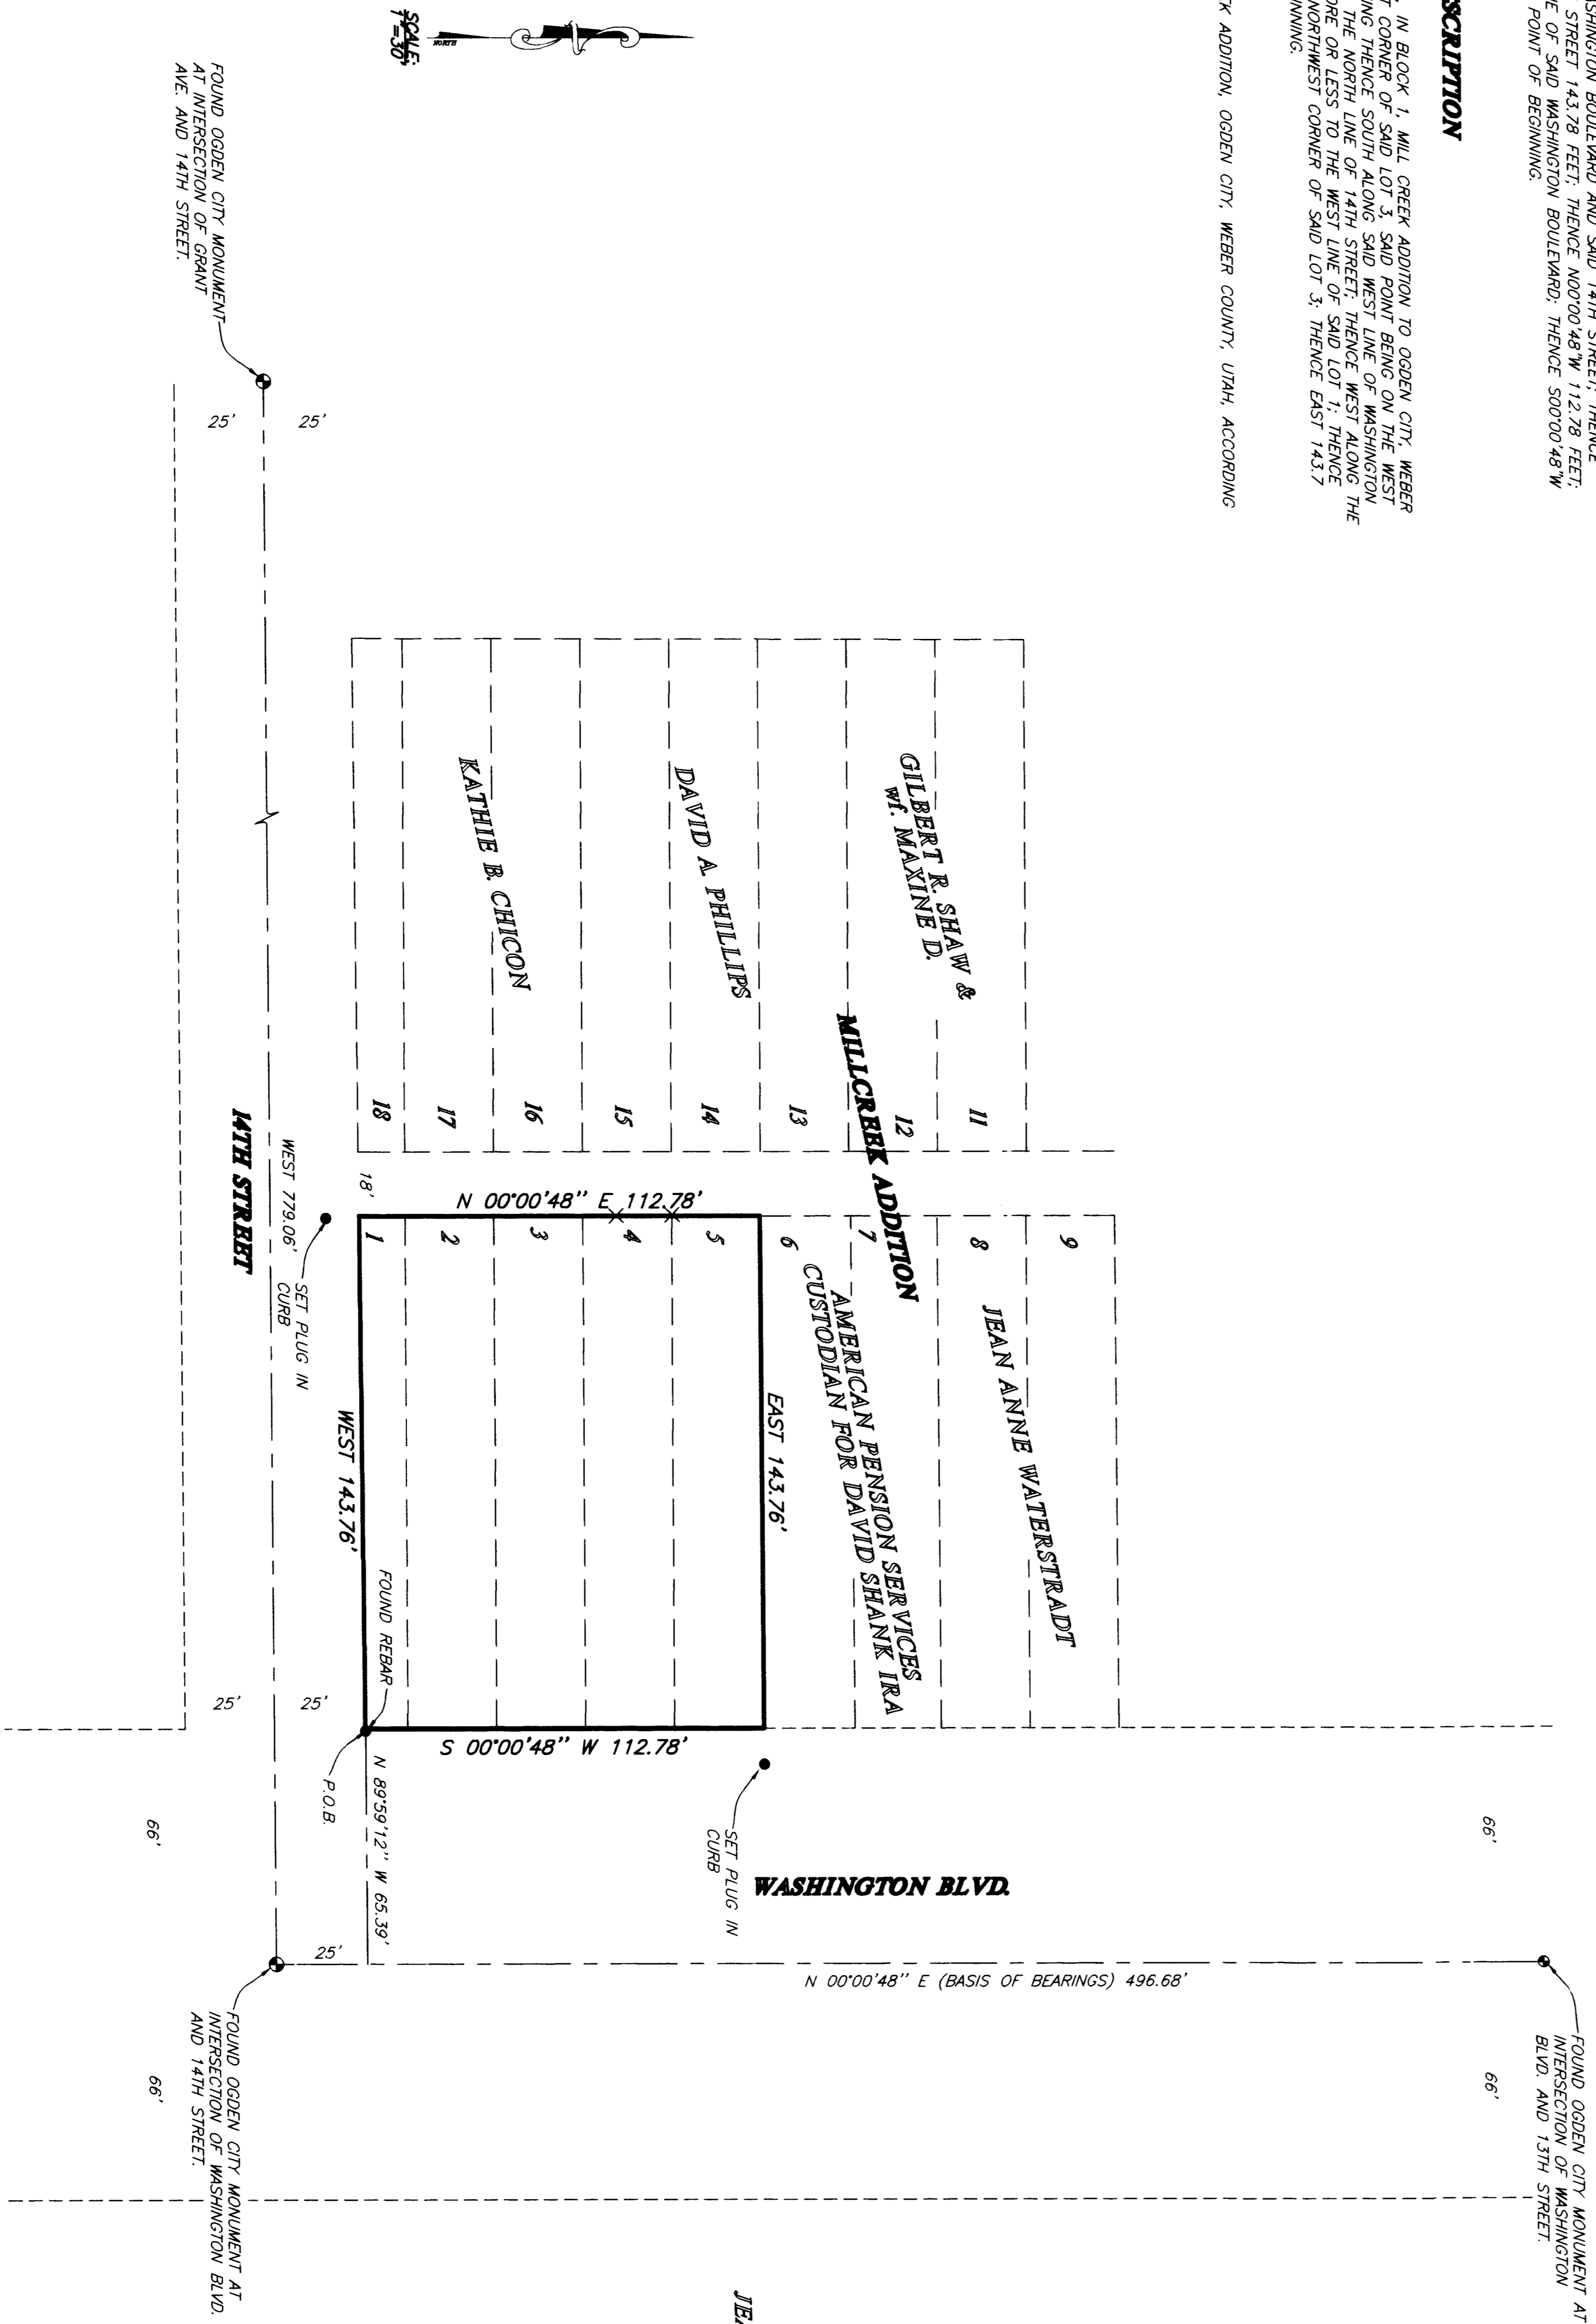 WASHINGTON BOULEVARD AND SAID 14TH STREET; THENCE
STREET 143.78 FEET; THENCE N00°00'48"W 112.78 FEET;
OF SAID WASHINGTON BOULEVARD; THENCE S00°00'48"W
POINT OF BEGINNING.
DESCRIPTION
IN BLOCK 1, MILL CREEK ADDITION TO OGDEN CITY, WEBER
CORNER OF SAID LOT 3, SAID POINT BEING ON THE WEST
THENCE SOUTH ALONG SAID WEST LINE OF WASHINGTON
THE NORTH LINE OF 14TH STREET; THENCE WEST ALONG THE
ORE OR LESS TO THE WEST LINE OF SAID LOT 1; THENCE
NORTHWEST CORNER OF SAID LOT 3; THENCE EAST 143.7
CK ADDITION, OGDEN CITY, WEBER COUNTY, UTAH, ACCORDING
NORTH
SCALE:
1"=30'
FOUND OGDEN CITY MONUMENT
AT INTERSECTION OF GRANT
AVE. AND 14TH STREET.
25'
25'
GILBERT R. SHAW &
wf. MAXINE D.
DAVID A. PHILLIPS
KATHIE B. CHICON
MILLCREEK ADDITION
11
12
13
14
15
16
17
18
18'
N 00°00'48" E 112.78'
WEST 779.06'
14TH STREET
SET PLUG IN
CURB
9
8
7
6
5
4
3
2
1
JEAN ANNE WATERSTRADT
AMERICAN PENSION SERVICES
CUSTODIAN FOR DAVID SHANK IRA
EAST 143.76'
WEST 143.76'
FOUND REBAR
25'
25'
S 00°00'48" W 112.78'
P.O.B.
N 89°59'12" W 65.39'
SET PLUG IN
CURB
WASHINGTON BLVD.
66'
66'
25'
N 00°00'48" E (BASIS OF BEARINGS) 496.68'
FOUND OGDEN CITY MONUMENT AT
INTERSECTION OF WASHINGTON
BLVD. AND 13TH STREET.
FOUND OGDEN CITY MONUMENT AT
INTERSECTION OF WASHINGTON BLVD.
AND 14TH STREET.
66'
66'
JEA